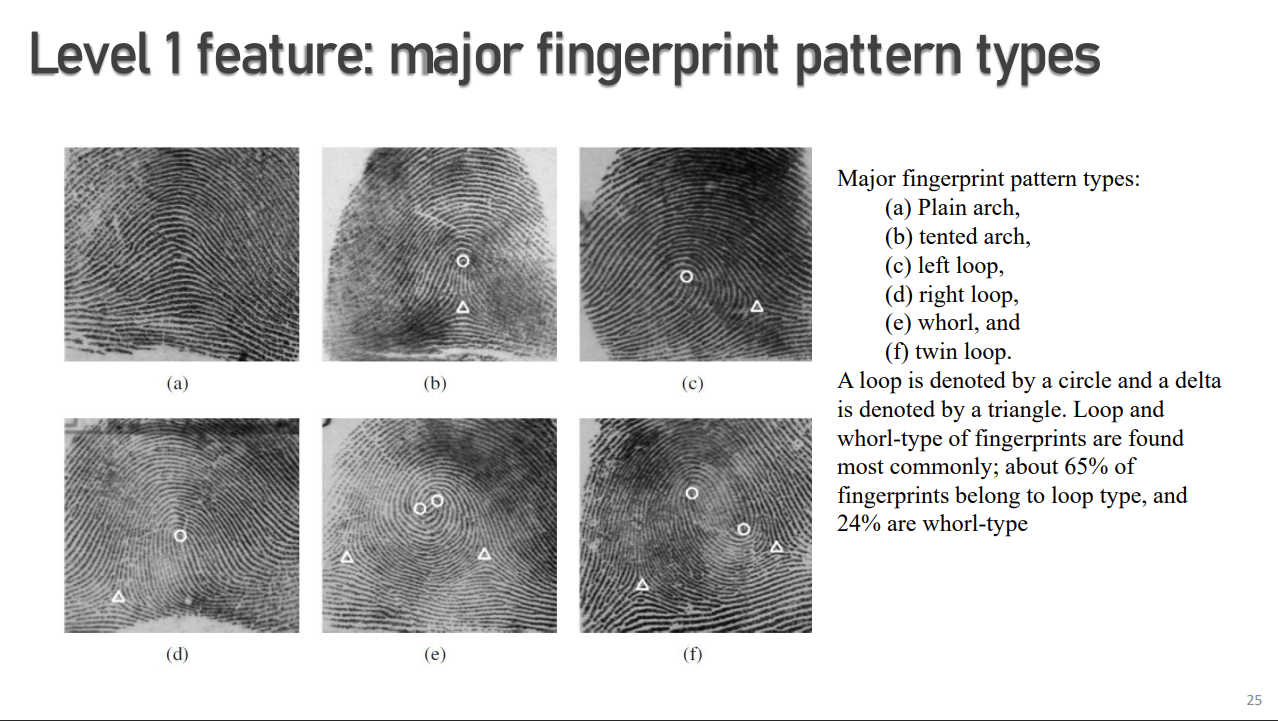 Level 1 feature: major fingerprint pattern types
(a)
(b)
(c)
(d)
(e)
(f)
Major fingerprint pattern types:
(a) Plain arch,
(b) tented arch,
(c) left loop,
(d) right loop,
(e) whorl, and
(f) twin loop.
A loop is denoted by a circle and a delta
is denoted by a triangle. Loop and
whorl-type of fingerprints are found
most commonly; about 65% of
fingerprints belong to loop type, and
24% are whorl-type
25